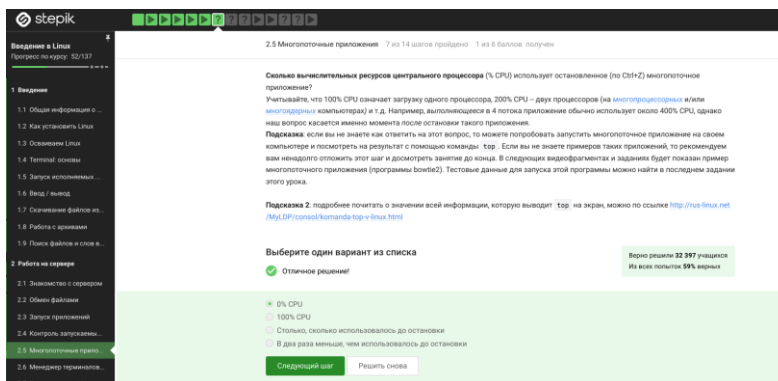 stepik
Введение в Linux
Прогресс по курсу: 52/137
1 Введение
1.1 Общая информация о ...
1.2 Как установить Linux
1.3 Осваиваем Linux
1.4 Terminal: основы
1.5 Запуск исполняемых ...
1.6 Ввод / вывод
1.7 Скачивание файлов из...
1.8 Работа с архивами
1.9 Поиск файлов и слов в...
2 Работа на сервере
2.1 Знакомство с сервером
2.2 Обмен файлами
2.3 Запуск приложений
2.4 Контроль запускаемы...
2.5 Многопоточные прило...
2.6 Менеджер терминалов...
2.5 Многопоточные приложения 7 из 14 шагов пройдено 1 из 6 баллов получен
Сколько вычислительных ресурсов центрального процессора (% CPU) использует остановленное (по Ctrl+Z) многопоточное
приложение?
Учитывайте, что 100% CPU означает загрузку одного процессора, 200% CPU – двух процессоров (на многопроцессорных и/или
многоядерных компьютерах) и т.д. Например, выполняющееся в 4 потока приложение обычно использует около 400% CPU, однако
наш вопрос касается именно момента после остановки такого приложения.
Подсказка: если вы не знаете как ответить на этот вопрос, то можете попробовать запустить многопоточное приложение на своем
компьютере и посмотреть на результат с помощью команды top. Если вы не знаете примеров таких приложений, то рекомендуем
вам ненадолго отложить этот шаг и досмотреть занятие до конца. В следующих видеофрагментах и заданиях будет показан пример
многопоточного приложения (программы bowtie2). Тестовые данные для запуска этой программы можно найти в последнем задании
этого урока.
Подсказка 2: подробнее почитать о значении всей информации, которую выводит top на экран, можно по ссылке http://rus-linux.net
/MyLDP/consol/komanda-top-v-linux.html
Выберите один вариант из списка
Отличное решение!
Верно решили 32 397 учащихся
Из всех попыток 59% верных
0% CPU
100% CPU
Столько, сколько использовалось до остановки
В два раза меньше, чем использовалось до остановки
Следующий шаг Решить снова